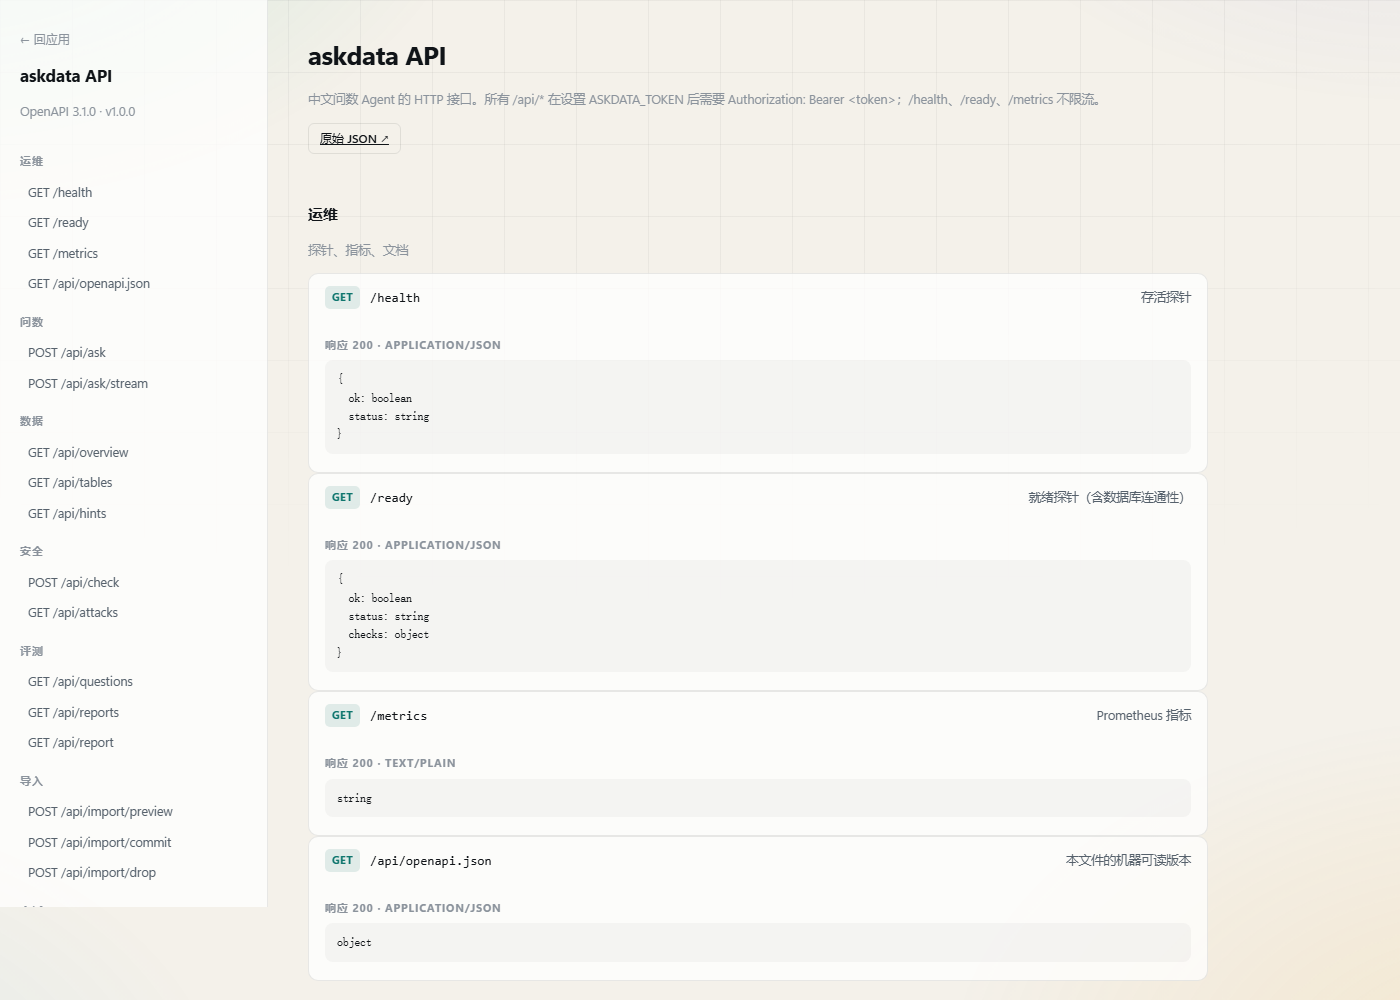 ← 回应用
askdata API
OpenAPI 3.1.0 · v1.0.0
运维
GET /health
GET /ready
GET /metrics
GET /api/openapi.json
问数
POST /api/ask
POST /api/ask/stream
数据
GET /api/overview
GET /api/tables
GET /api/hints
安全
POST /api/check
GET /api/attacks
评测
GET /api/questions
GET /api/reports
GET /api/report
导入
POST /api/import/preview
POST /api/import/commit
POST /api/import/drop
askdata API
中文问数 Agent 的 HTTP 接口。所有 /api/* 在设置 ASKDATA_TOKEN 后需要 Authorization: Bearer <token>；/health、/ready、/metrics 不限流。
原始 JSON ↗
运维
探针、指标、文档
GET /health 存活探针
响应 200 · APPLICATION/JSON
{
ok: boolean
status: string
}
GET /ready 就绪探针（含数据库连通性）
响应 200 · APPLICATION/JSON
{
ok: boolean
status: string
checks: object
}
GET /metrics Prometheus 指标
响应 200 · TEXT/PLAIN
string
GET /api/openapi.json 本文件的机器可读版本
响应 200 · APPLICATION/JSON
object